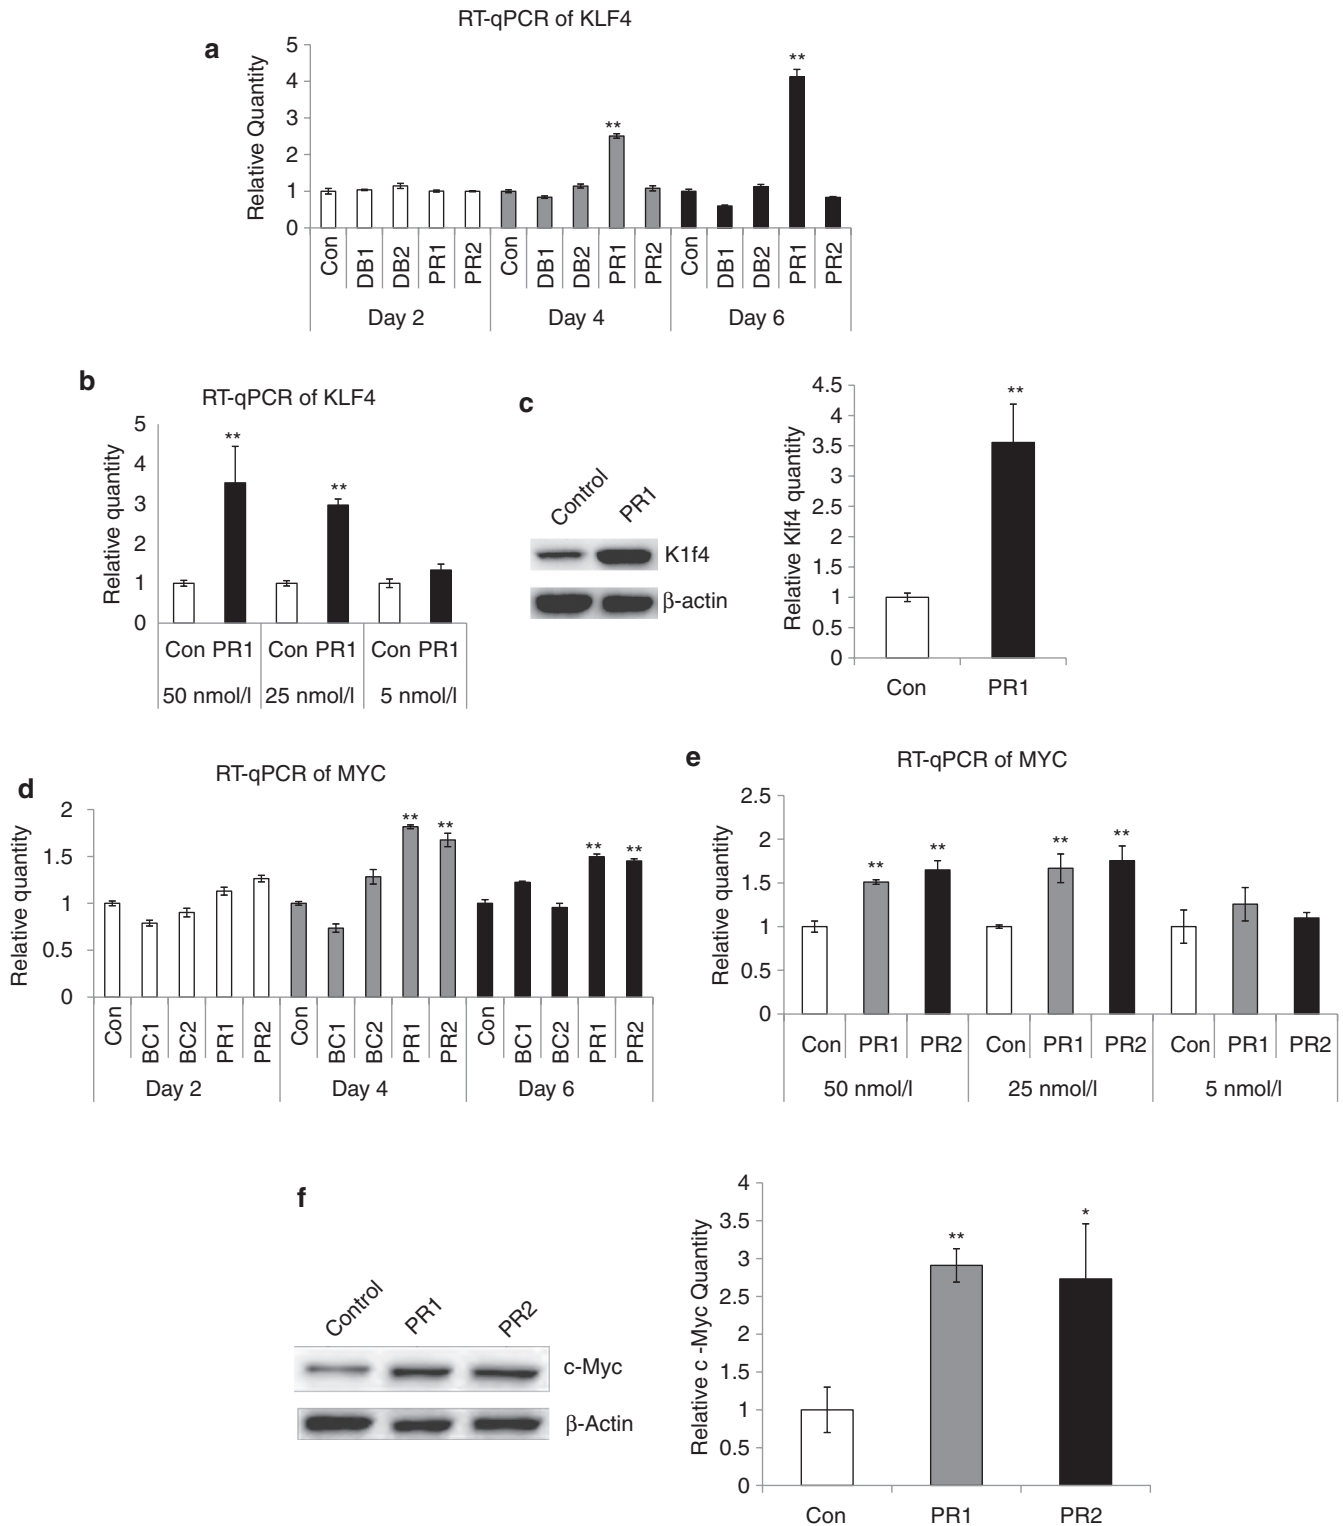 RT-qPCR of KLF4
a
Relative Quantity
5
4
3
2
1
0
Con DB1 DB2 PR1 PR2 Con DB1 DB2 PR1 PR2 Con DB1 DB2 PR1 PR2
** **
Day 2 Day 4 Day 6
b
RT-qPCR of KLF4
Relative quantity
5
4
3
2
1
0
** **
Con PR1 Con PR1 Con PR1
50 nmol/l 25 nmol/l 5 nmol/l
c
Control PR1
K1f4
β-actin
Relative Klf4 quantity
4.5
4
3.5
3
2.5
2
1.5
1
0.5
0
**
Con PR1
d
RT-qPCR of MYC
Relative quantity
2
1.5
1
0.5
0
** ** ** **
Con BC1 BC2 PR1 PR2 Con BC1 BC2 PR1 PR2 Con BC1 BC2 PR1 PR2
Day 2 Day 4 Day 6
e
RT-qPCR of MYC
Relative quantity
2.5
2
1.5
1
0.5
0
** ** ** **
Con PR1 PR2 Con PR1 PR2 Con PR1 PR2
50 nmol/l 25 nmol/l 5 nmol/l
f
Control PR1 PR2
c-Myc
β-Actin
Relative c -Myc Quantity
4
3.5
3
2.5
2
1.5
1
0.5
0
** *
Con PR1 PR2